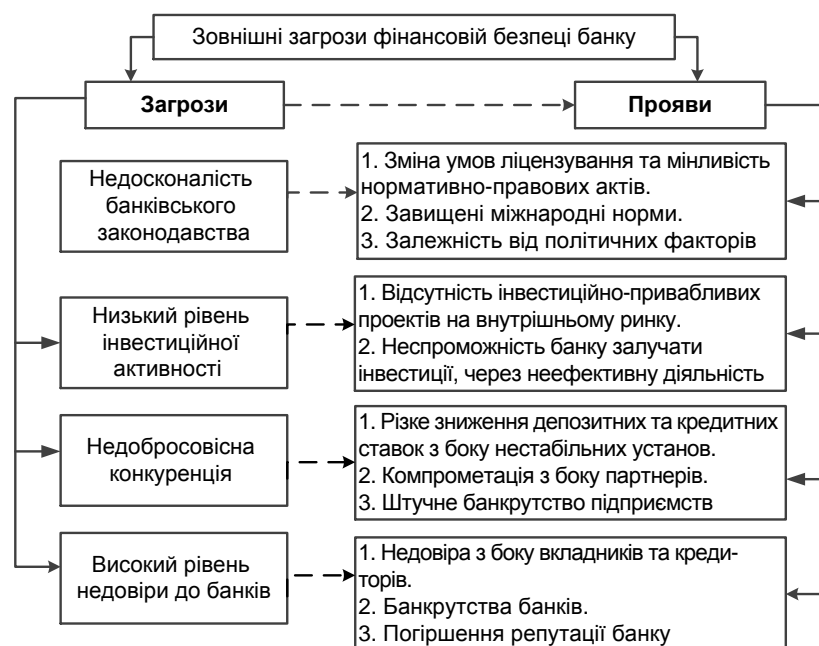 Зовнішні загрози фінансовій безпеці банку
Загрози
Прояви
Недосконалість
банківського
законодавства
1. Зміна умов ліцензування та мінливість
нормативно-правових актів.
2. Завищені міжнародні норми.
3. Залежність від політичних факторів
Низький рівень
інвестиційної
активності
1. Відсутність інвестиційно-привабливих
проектів на внутрішньому ринку.
2. Неспроможність банку залучати
інвестиції, через неефективну діяльність
Недобросовісна
конкуренція
1. Різке зниження депозитних та кредитних
ставок з боку нестабільних установ.
2. Компрометація з боку партнерів.
3. Штучне банкрутство підприємств
Високий рівень
недовіри до банків
1. Недовіра з боку вкладників та креди-
торів.
2. Банкрутства банків.
3. Погіршення репутації банку